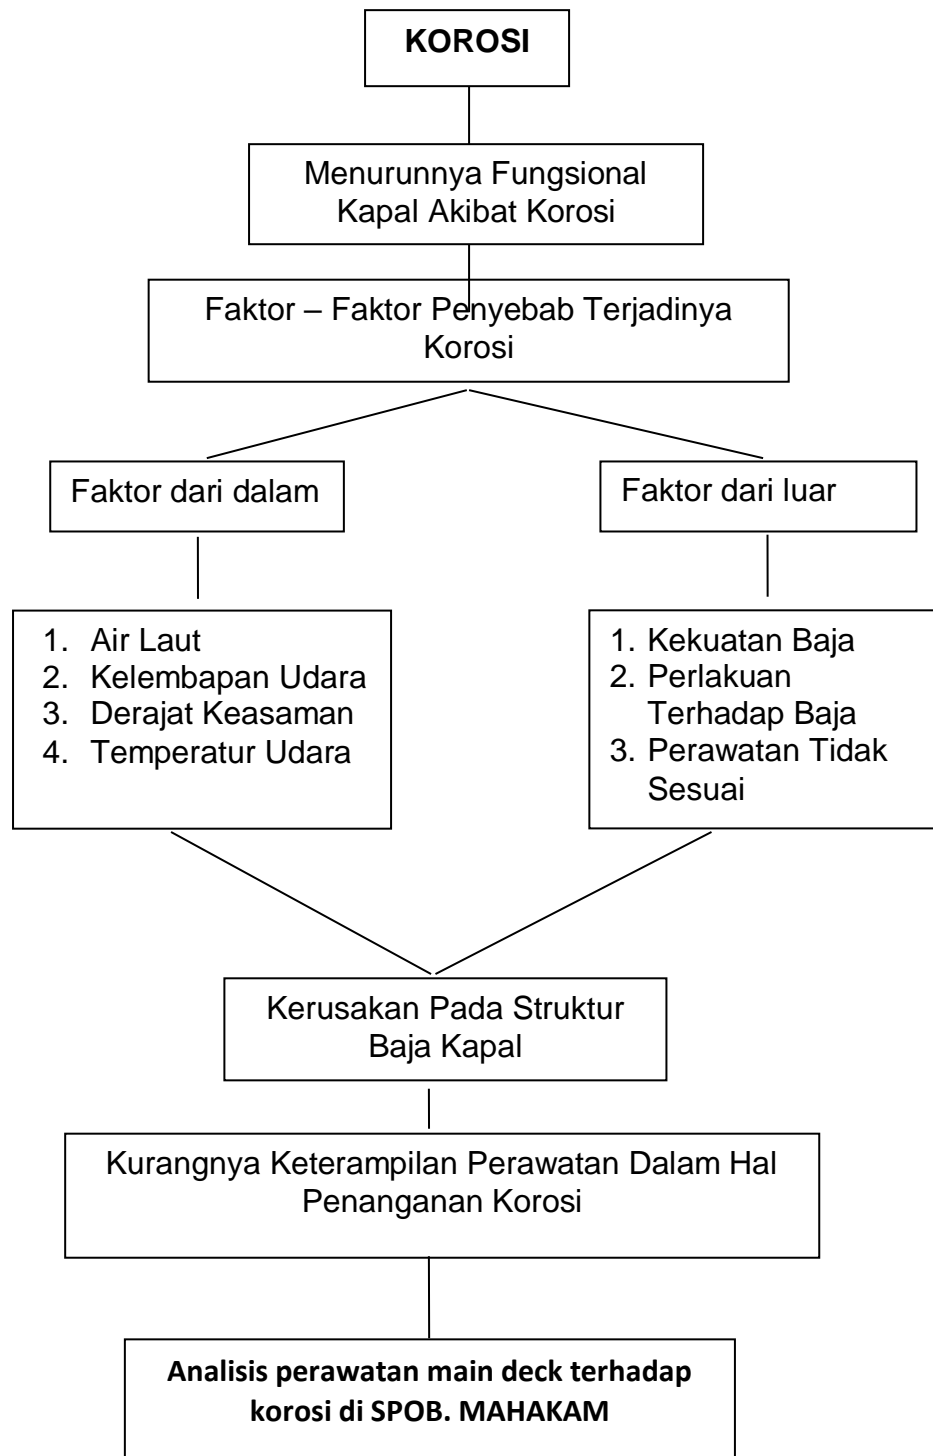 KOROSI
Menurunnya Fungsional
Kapal Akibat Korosi
Faktor – Faktor Penyebab Terjadinya
Korosi
Faktor dari dalam
Faktor dari luar
1. Air Laut
2. Kelembapan Udara
3. Derajat Keasaman
4. Temperatur Udara
1. Kekuatan Baja
2. Perlakuan
Terhadap Baja
3. Perawatan Tidak
Sesuai
Kerusakan Pada Struktur
Baja Kapal
Kurangnya Keterampilan Perawatan Dalam Hal
Penanganan Korosi
Analisis perawatan main deck terhadap
korosi di SPOB. MAHAKAM